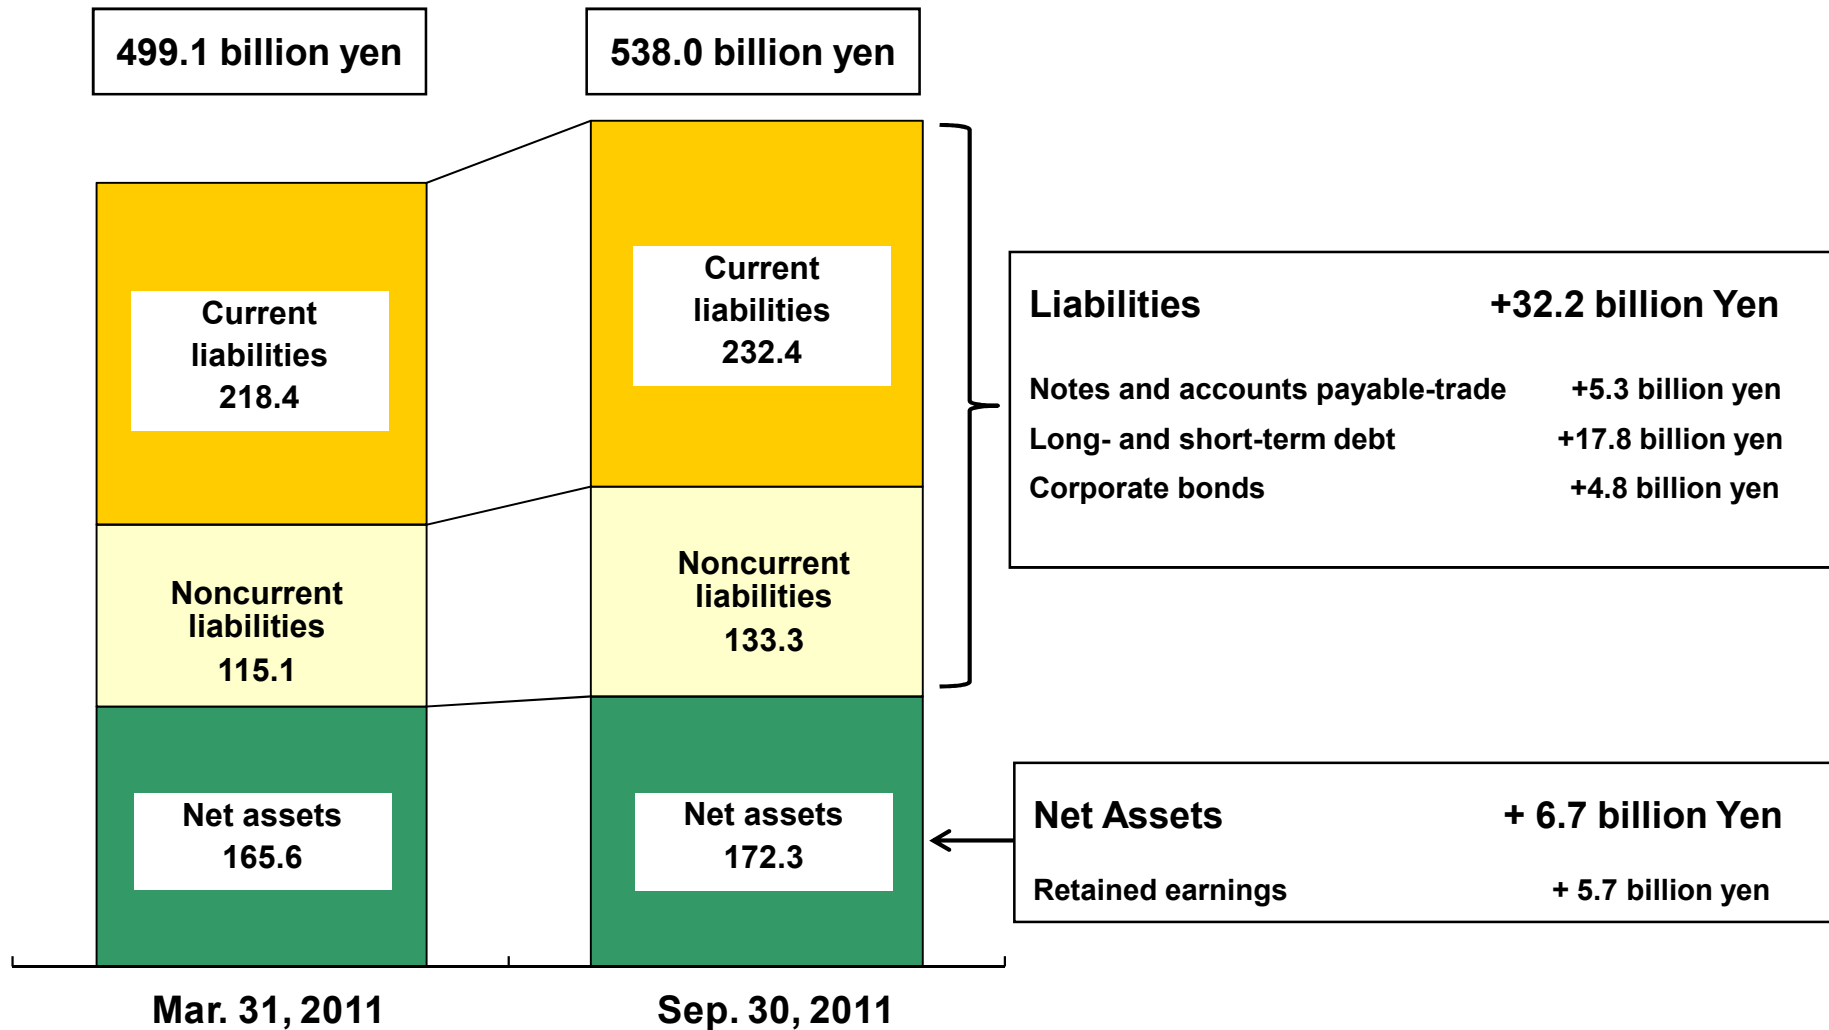 499.1 billion yen
538.0 billion yen
Current
liabilities
218.4
Noncurrent
liabilities
115.1
Net assets
165.6
Current
liabilities
232.4
Noncurrent
liabilities
133.3
Net assets
172.3
Liabilities +32.2 billion Yen
Notes and accounts payable-trade +5.3 billion yen
Long- and short-term debt +17.8 billion yen
Corporate bonds +4.8 billion yen
Net Assets + 6.7 billion Yen
Retained earnings + 5.7 billion yen
Mar. 31, 2011
Sep. 30, 2011